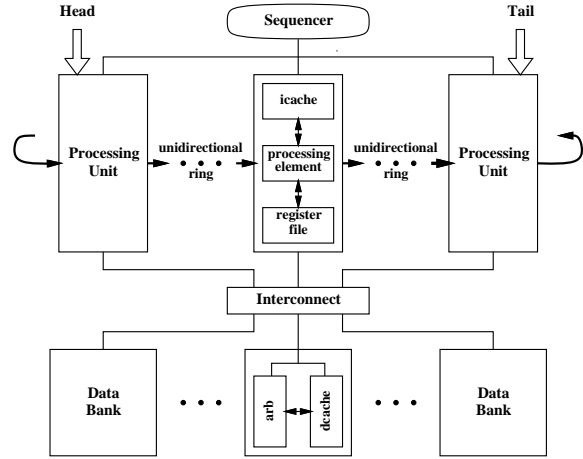 Head
Sequencer
Tail
Processing
Unit
unidirectional
ring
icache
processing
element
register
file
unidirectional
ring
Processing
Unit
Interconnect
Data
Bank
arb
dcache
Data
Bank